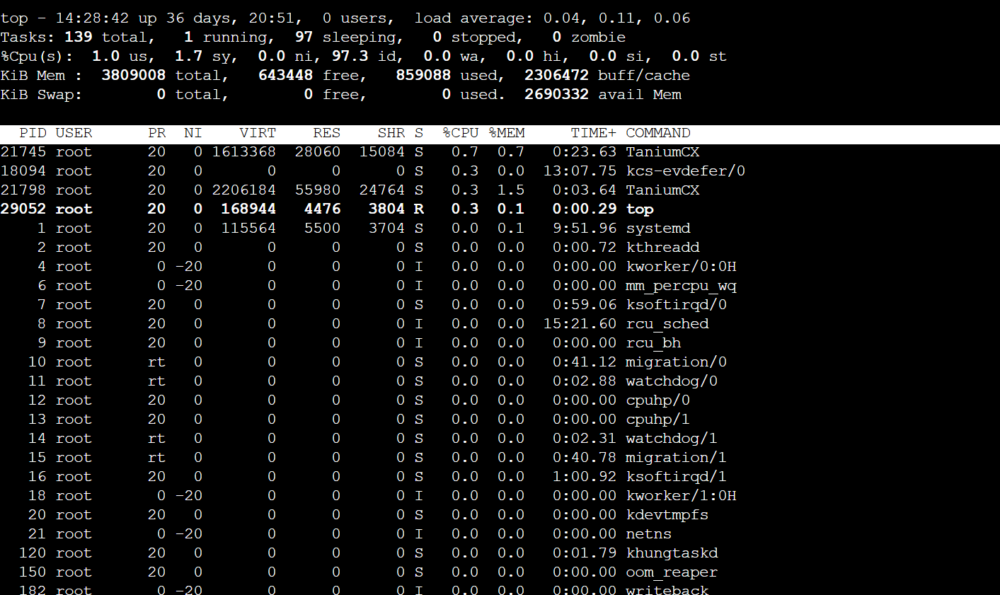 top - 14:28:42 up 36 days, 20:51,  0 users,  load average: 0.04, 0.11, 0.06
Tasks: 139 total,   1 running,  97 sleeping,   0 stopped,   0 zombie
%Cpu(s):  1.0 us,  1.7 sy,  0.0 ni, 97.3 id,  0.0 wa,  0.0 hi,  0.0 si,  0.0 st
KiB Mem :  3809008 total,   643448 free,   859088 used,  2306472 buff/cache
KiB Swap:        0 total,        0 free,        0 used.  2690332 avail Mem
  PID USER      PR  NI    VIRT    RES    SHR S  %CPU %MEM     TIME+ COMMAND
21745 root      20   0 1613368  28060  15084 S   0.7  0.7   0:23.63 TaniumCX
18094 root      20   0       0      0      0 S   0.3  0.0  13:07.75 kcs-evdefer/0
21798 root      20   0 2206184  55980  24764 S   0.3  1.5   0:03.64 TaniumCX
29052 root      20   0  168944   4476   3804 R   0.3  0.1   0:00.29 top
    1 root      20   0  115564   5500   3704 S   0.0  0.1   9:51.96 systemd
    2 root      20   0       0      0      0 S   0.0  0.0   0:00.72 kthreadd
    4 root       0 -20       0      0      0 I   0.0  0.0   0:00.00 kworker/0:0H
    6 root       0 -20       0      0      0 I   0.0  0.0   0:00.00 mm_percpu_wq
    7 root      20   0       0      0      0 S   0.0  0.0   0:59.06 ksoftirqd/0
    8 root      20   0       0      0      0 I   0.0  0.0  15:21.60 rcu_sched
    9 root      20   0       0      0      0 I   0.0  0.0   0:00.00 rcu_bh
   10 root      rt   0       0      0      0 S   0.0  0.0   0:41.12 migration/0
   11 root      rt   0       0      0      0 S   0.0  0.0   0:02.88 watchdog/0
   12 root      20   0       0      0      0 S   0.0  0.0   0:00.00 cpuhp/0
   13 root      20   0       0      0      0 S   0.0  0.0   0:00.00 cpuhp/1
   14 root      rt   0       0      0      0 S   0.0  0.0   0:02.31 watchdog/1
   15 root      rt   0       0      0      0 S   0.0  0.0   0:40.78 migration/1
   16 root      20   0       0      0      0 S   0.0  0.0   1:00.92 ksoftirqd/1
   18 root       0 -20       0      0      0 I   0.0  0.0   0:00.00 kworker/1:0H
   20 root      20   0       0      0      0 S   0.0  0.0   0:00.00 kdevtmpfs
   21 root       0 -20       0      0      0 I   0.0  0.0   0:00.00 netns
  120 root      20   0       0      0      0 S   0.0  0.0   0:01.79 khungtaskd
  150 root      20   0       0      0      0 S   0.0  0.0   0:00.00 oom_reaper
  182 root       0 -20       0      0      0 I   0.0  0.0   0:00.00 writeback